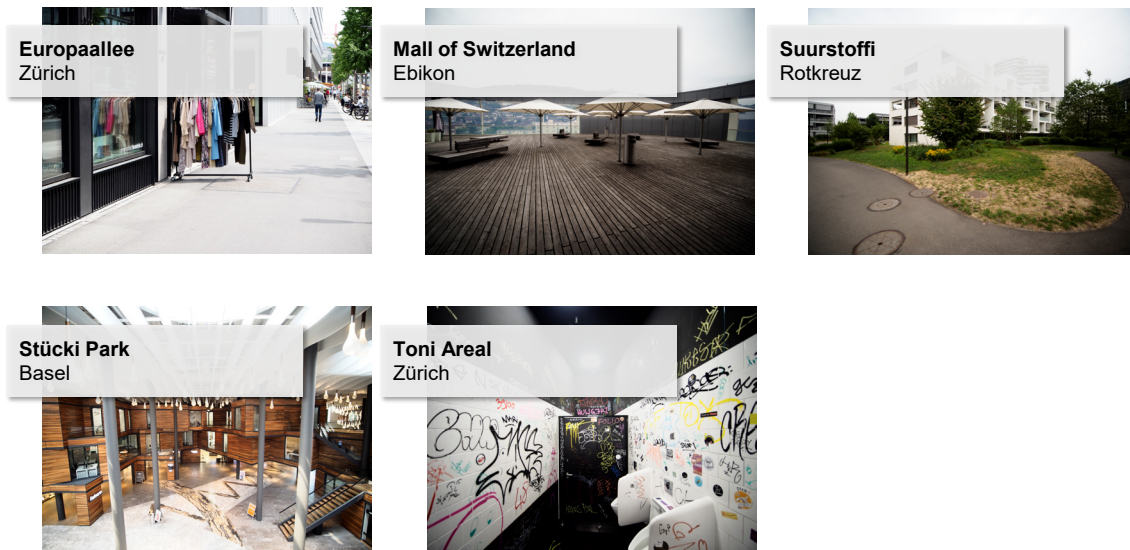 Europaallee
Zürich
Mall of Switzerland
Ebikon
Suurstoffi
Rotkreuz
Stücki Park
Basel
Toni Areal
Zürich